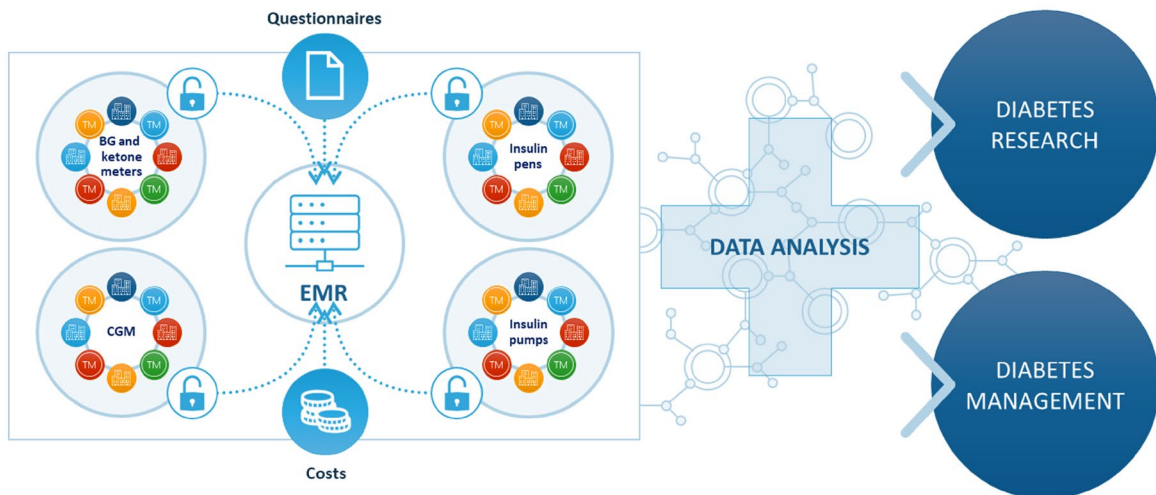 Questionnaires
TM
TM
BG and
ketone
meters
TM
TM
TM
TM
Insulin
pens
TM
TM
EMR
TM
TM
CGM
TM
TM
TM
TM
Insulin
pumps
TM
TM
Costs
DATA ANALYSIS
DIABETES
RESEARCH
DIABETES
MANAGEMENT